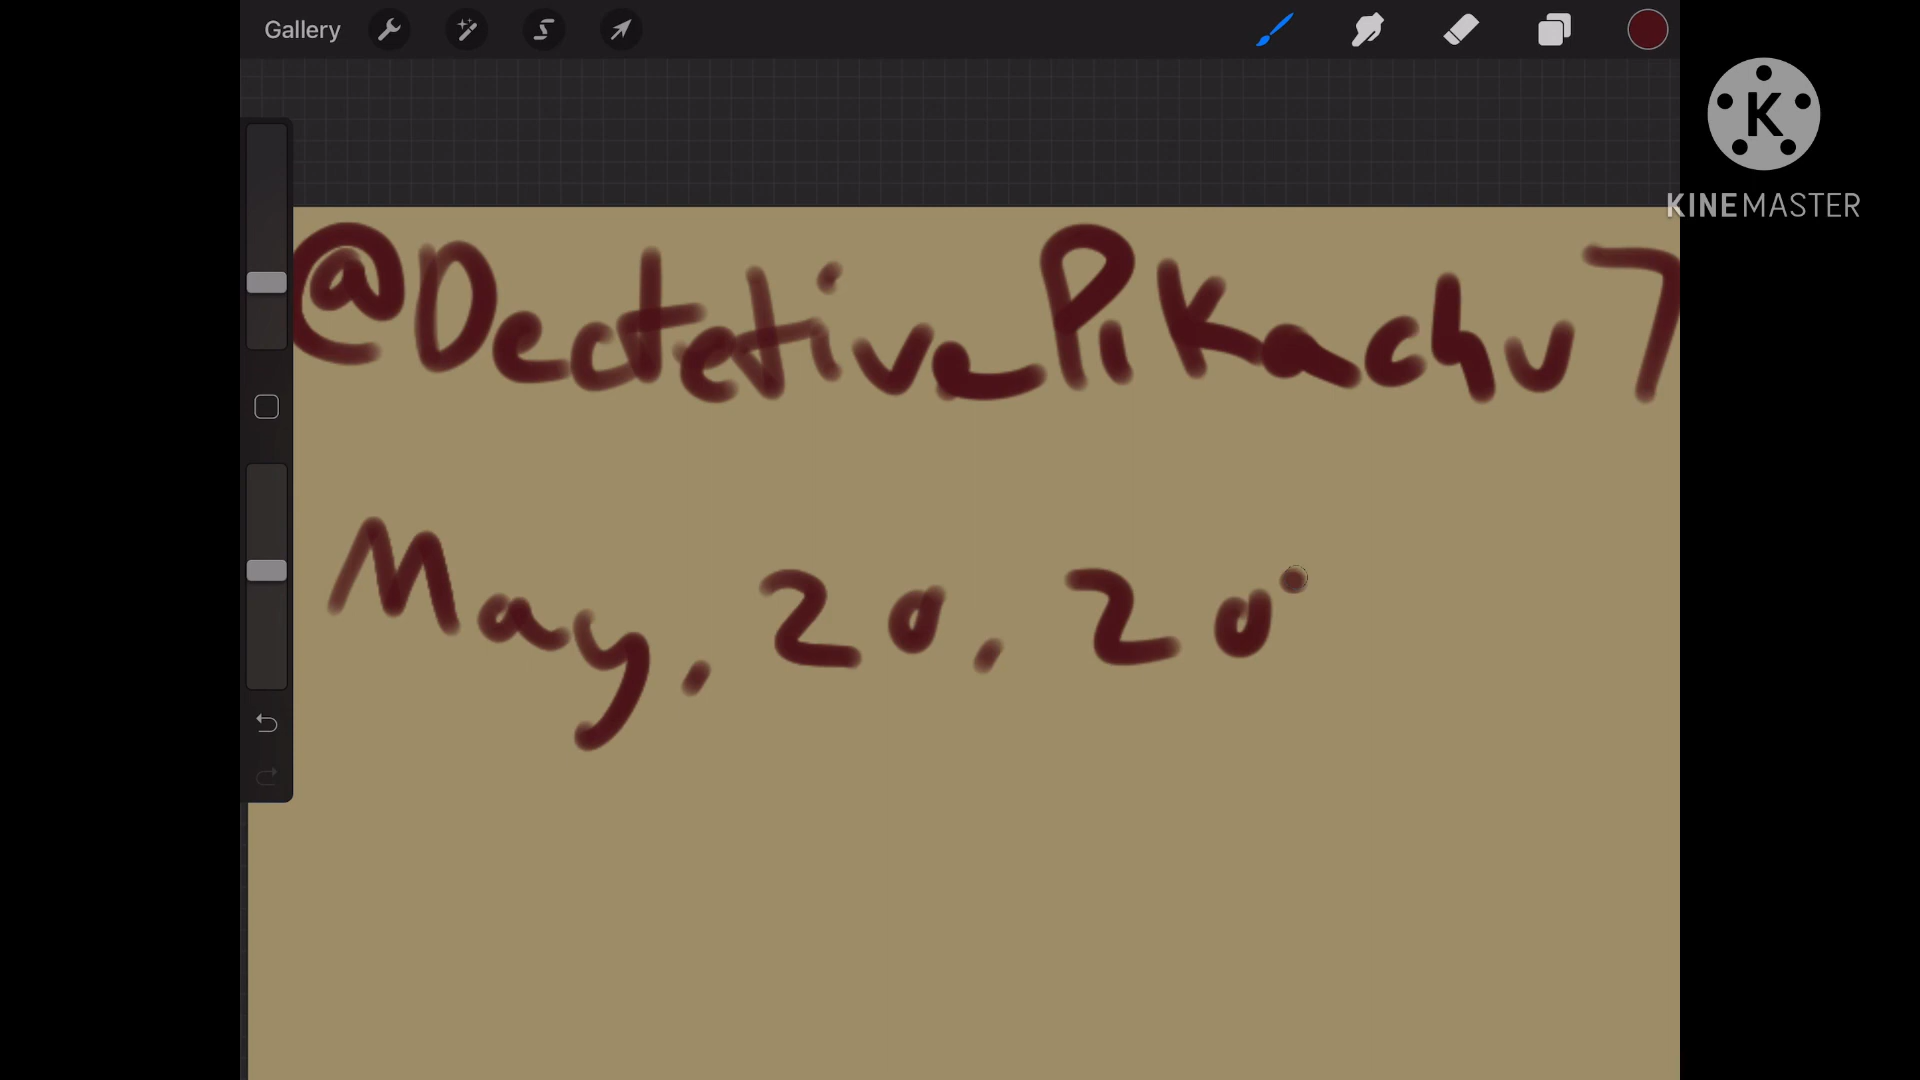 Gallery
K
KINEMASTER
@DectetivePikachu7
May, 20, 20